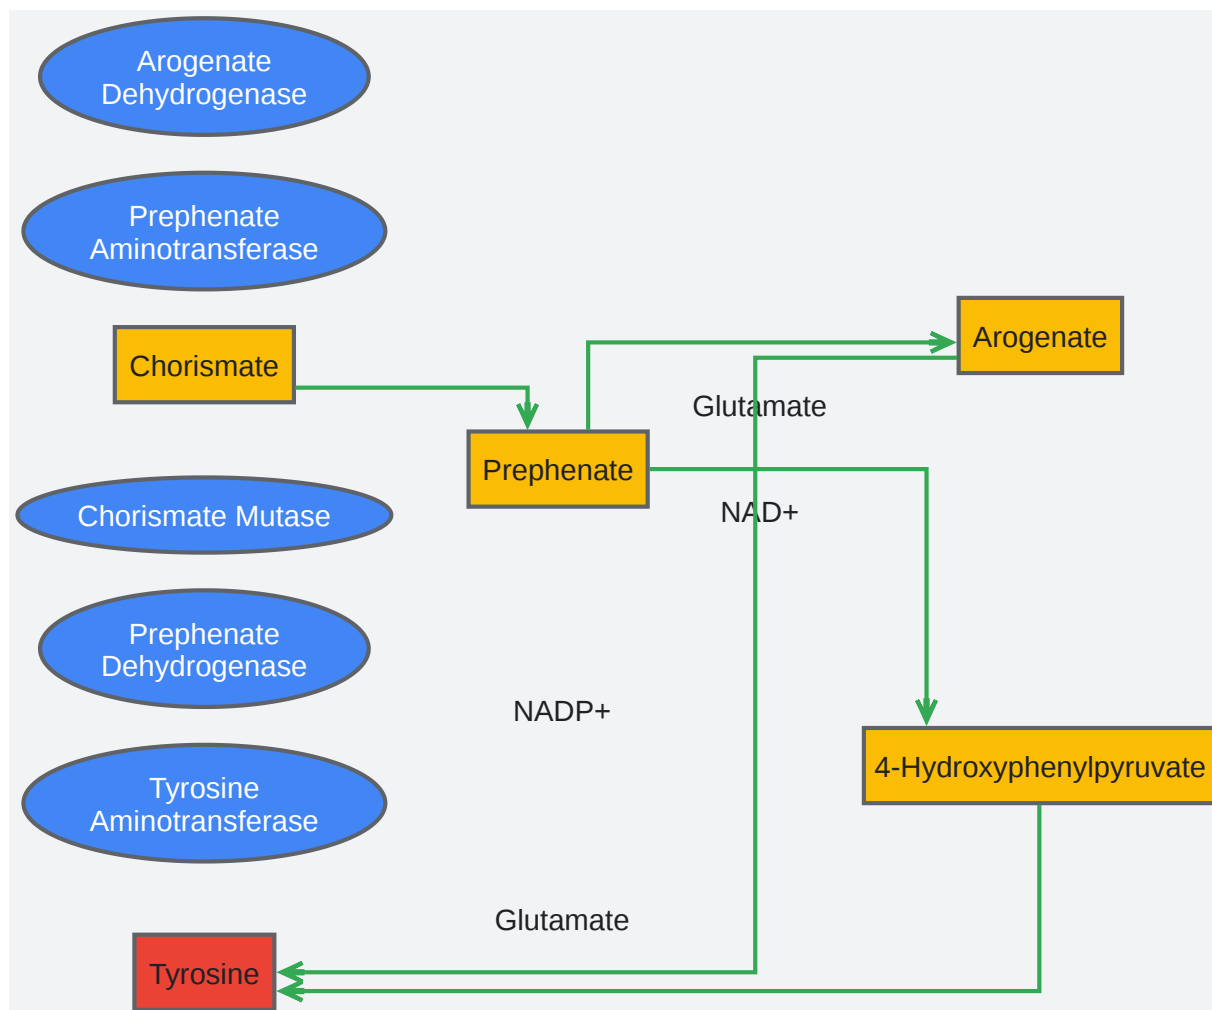 Arogenate
Dehydrogenase
Prephenate
Aminotransferase
Chorismate
Arogenate
Glutamate
Prephenate
NAD+
Chorismate Mutase
Prephenate
Dehydrogenase
NADP+
4-Hydroxyphenylpyruvate
Tyrosine
Aminotransferase
Glutamate
Tyrosine